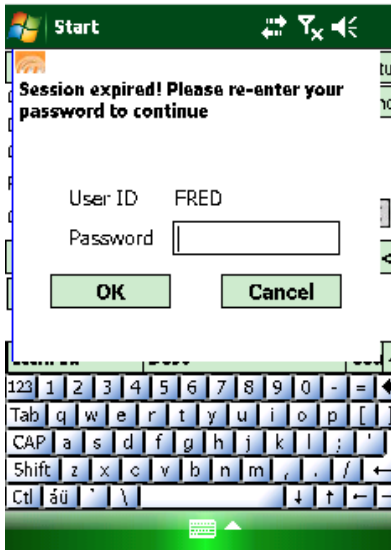 Start
Session expired! Please re-enter your
password to continue
User ID FRED
Password
OK Cancel
123 1 2 3 4 5 6 7 8 9 0 - =
Tab q w e r t y u i o p [ ]
CAP a s d f g h j k l ; '
Shift z x c v b n m , . / ←
Ctl áü ` \ ↓ ↑ ← →